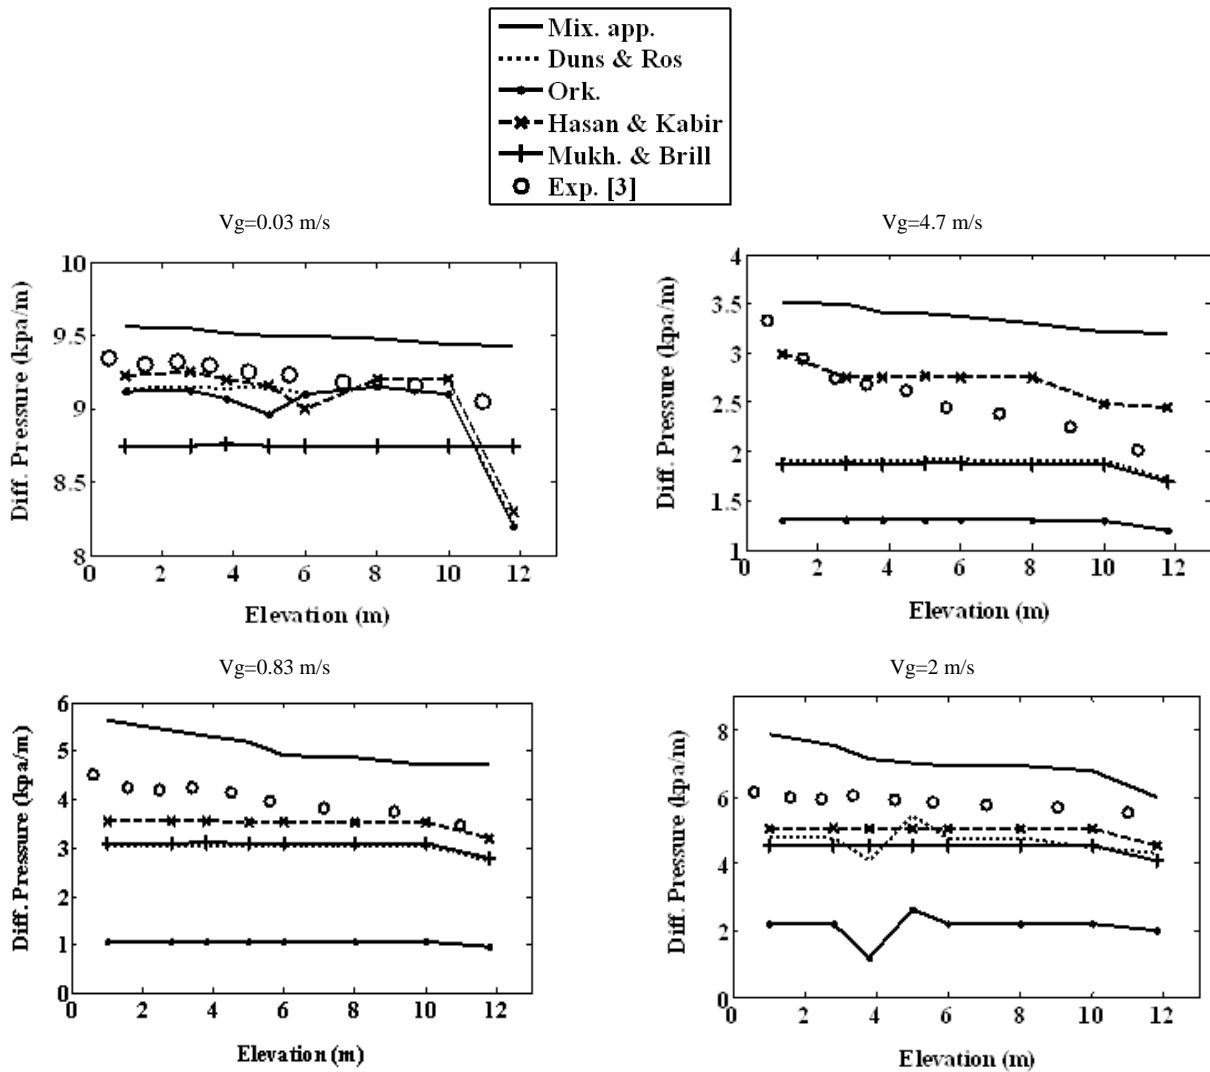 Mix. app.
Duns & Ros
Ork.
Hasan & Kabir
Mukh. & Brill
Exp. [3]
Vg=0.03 m/s
10
9.5
9
8.5
8
0 2 4 6 8 10 12
Diff. Pressure (kpa/m)
Elevation (m)
Vg=4.7 m/s
4
3.5
3
2.5
2
1.5
1
0 2 4 6 8 10 12
Diff. Pressure (kpa/m)
Elevation (m)
Vg=0.83 m/s
6
5
4
3
2
1
0
0 2 4 6 8 10 12
Diff. Pressure (kpa/m)
Elevation (m)
Vg=2 m/s
8
6
4
2
0
0 2 4 6 8 10 12
Diff. Pressure (kpa/m)
Elevation (m)